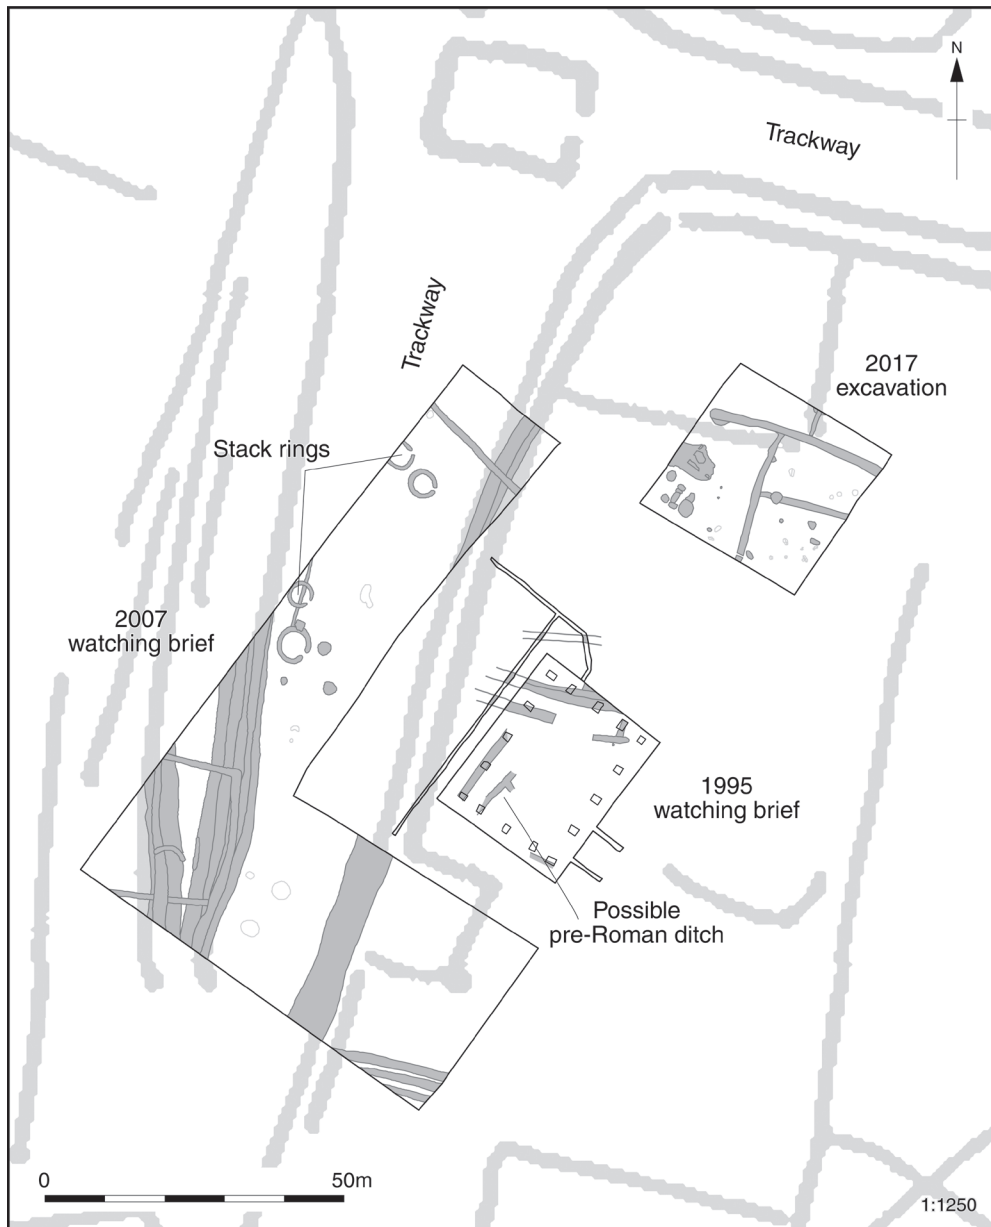 N
Trackway
Trackway
2017
excavation
Stack rings
2007
watching brief
1995
watching brief
Possible
pre-Roman ditch
0
50m
1:1250